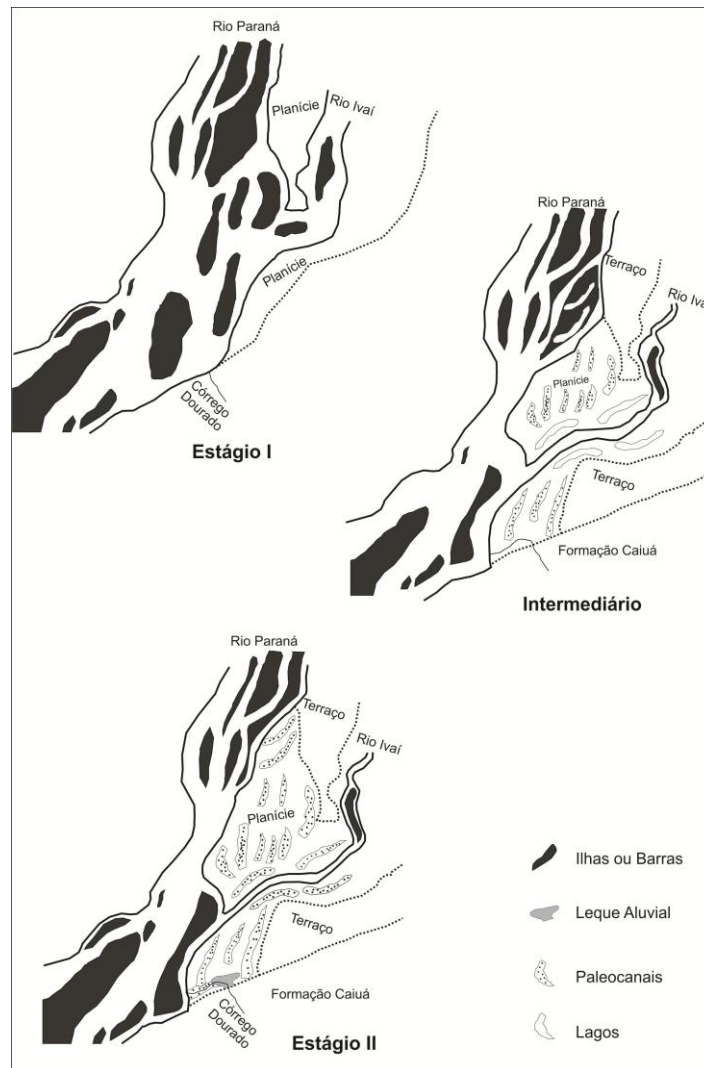 Rio Paraná
Planície
Rio Ivaí
Planície
Córrego
Dourado
Estágio I
Rio Paraná
Terraço
Rio Ivaí
Planície
Terraço
Formação Caiuá
Intermediário
Rio Paraná
Terraço
Rio Ivaí
Planície
Terraço
Formação Caiuá
Córrego
Dourado
Estágio II
Ilhas ou Barras
Leque Aluvial
Paleocanais
Lagos